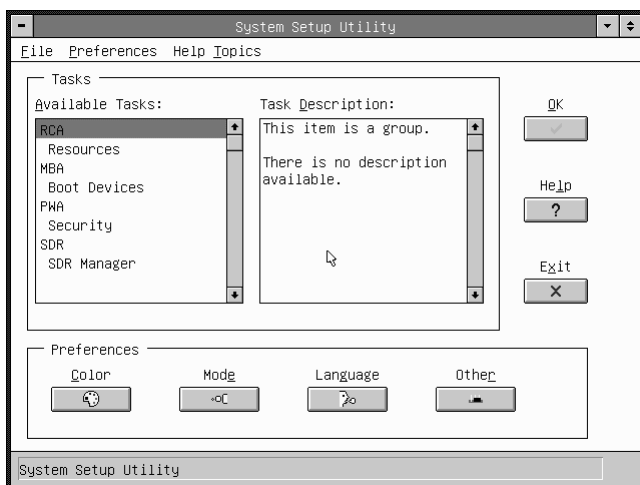 System Setup Utility
File Preferences Help Topics
Tasks
Available Tasks:
RCA
Resources
MBA
Boot Devices
PWA
Security
SDR
SDR Manager
Task Description:
This item is a group.
There is no description
available.
OK
Help
?
Exit
Preferences
Color
Mode
Language
Other
System Setup Utility